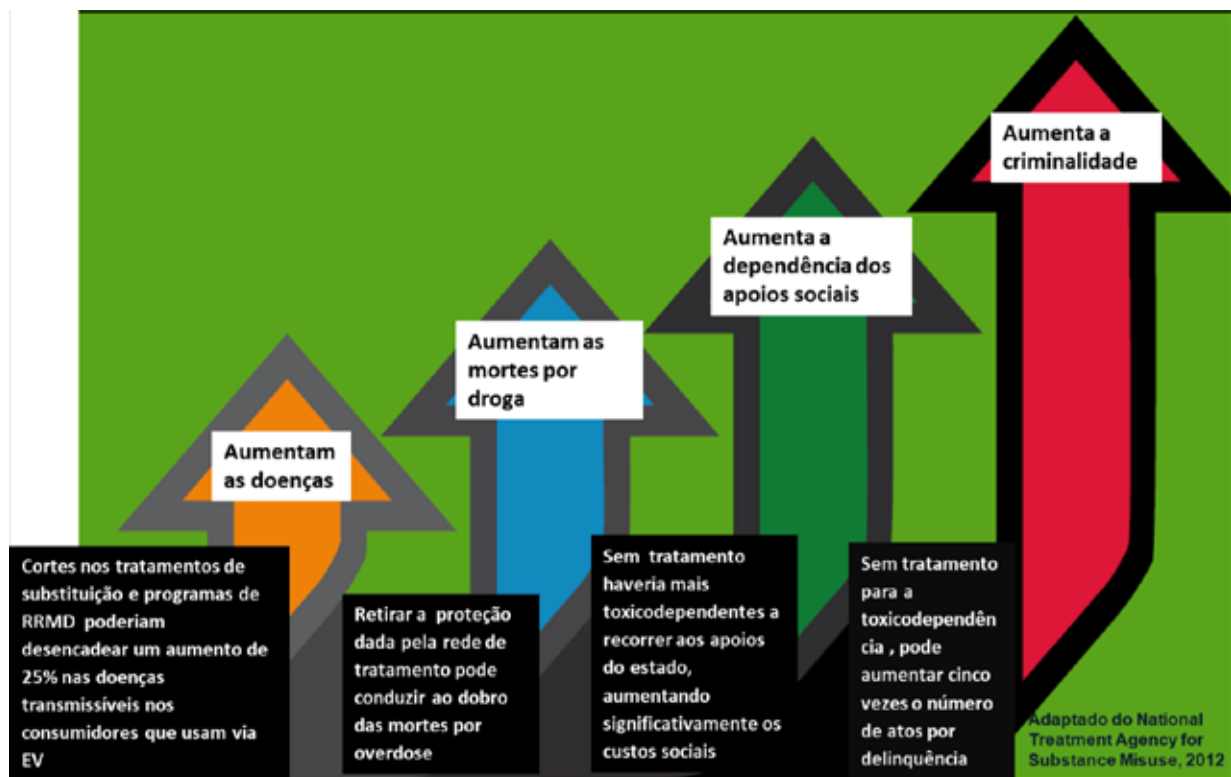 Aumenta a
criminalidade
Aumenta a
dependência dos
apoios sociais
Aumentam as
mortes por
droga
Aumentam
as doenças
Cortes nos tratamentos de
substituição e programas de
RRMD poderiam
desencadear um aumento de
25% nas doenças
transmissíveis nos
consumidores que usam via
EV
Retirar a proteção
dada pela rede de
tratamento pode
conduzir ao dobro
das mortes por
overdose
Sem tratamento
haveria mais
toxicodependentes a
recorrer aos apoios
do estado,
aumentando
significativamente os
custos sociais
Sem tratamento
para a
toxicodependên
cia , pode
aumentar cinco
vezes o número
de atos por
delinquência
Adaptado do National
Treatment Agency for
Substance Misuse, 2012